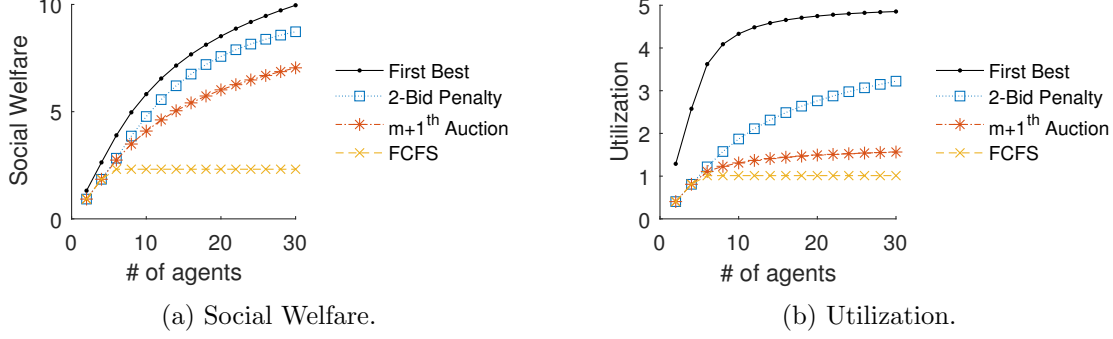 10
5
0
0
10
20
30
Social Welfare
# of agents
First Best
2-Bid Penalty
m+1th Auction
FCFS
(a) Social Welfare.
5
4
3
2
1
0
0
10
20
30
Utilization
# of agents
First Best
2-Bid Penalty
m+1th Auction
FCFS
(b) Utilization.